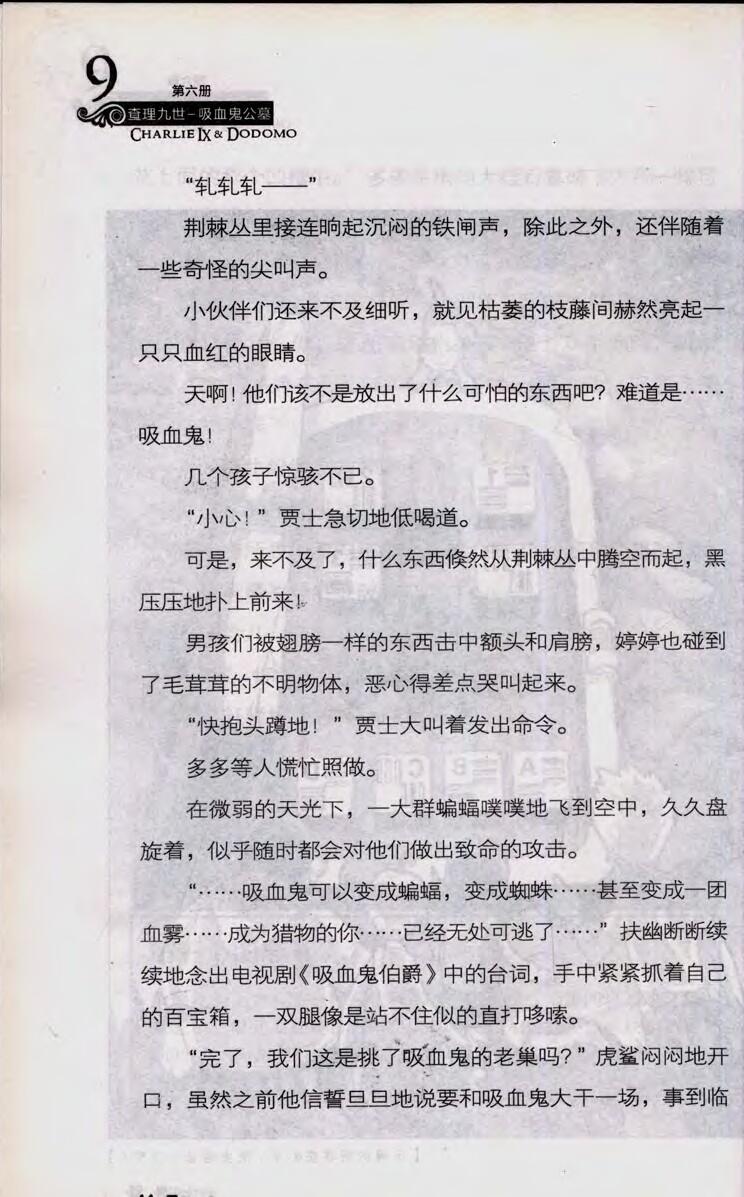 9
第六册
查理九世-吸血鬼公墓
CHARLIE IX & DODOMO
“轧轧轧——”
荆棘丛里接连响起沉闷的铁闸声，除此之外，还伴随着
一些奇怪的尖叫声。
小伙伴们还来不及细听，就见枯萎的枝藤间赫然亮起一
只只血红的眼睛。
天啊！他们该不是放出了什么可怕的东西吧？难道是……
吸血鬼！
几个孩子惊骇不已。
“小心！”贾士急切地低喝道。
可是，来不及了，什么东西倏然从荆棘丛中腾空而起，黑
压压地扑上前来！
男孩们被翅膀一样的东西击中额头和肩膀，婷婷也碰到
了毛茸茸的不明物体，恶心得差点哭叫起来。
“快抱头蹲地！”贾士大叫着发出命令。
多多等人慌忙照做。
在微弱的天光下，一大群蝙蝠噗噗地飞到空中，久久盘
旋着，似乎随时都会对他们做出致命的攻击。
“……吸血鬼可以变成蝙蝠，变成蜘蛛……甚至变成一团
血雾……成为猎物的你……已经无处可逃了……”扶幽断断续
续地念出电视剧《吸血鬼伯爵》中的台词，手中紧紧抓着自己
的百宝箱，一双腿像是站不住似的直打哆嗦。
“完了，我们这是挑了吸血鬼的老巢吗？”虎鲨闷闷地开
口，虽然之前他信誓旦旦地说要和吸血鬼大干一场，事到临